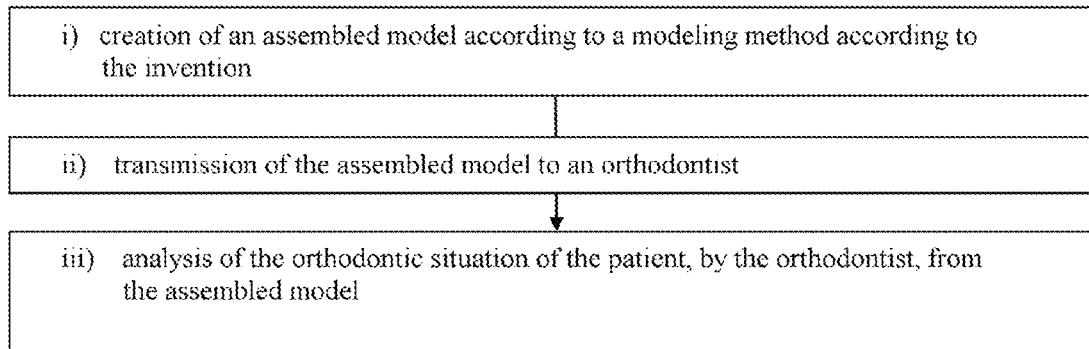 i) creation of an assembled model according to a modeling method according to
the invention
ii) transmission of the assembled model to an orthodontist
iii) analysis of the orthodontic situation of the patient, by the orthodontist, from
the assembled model